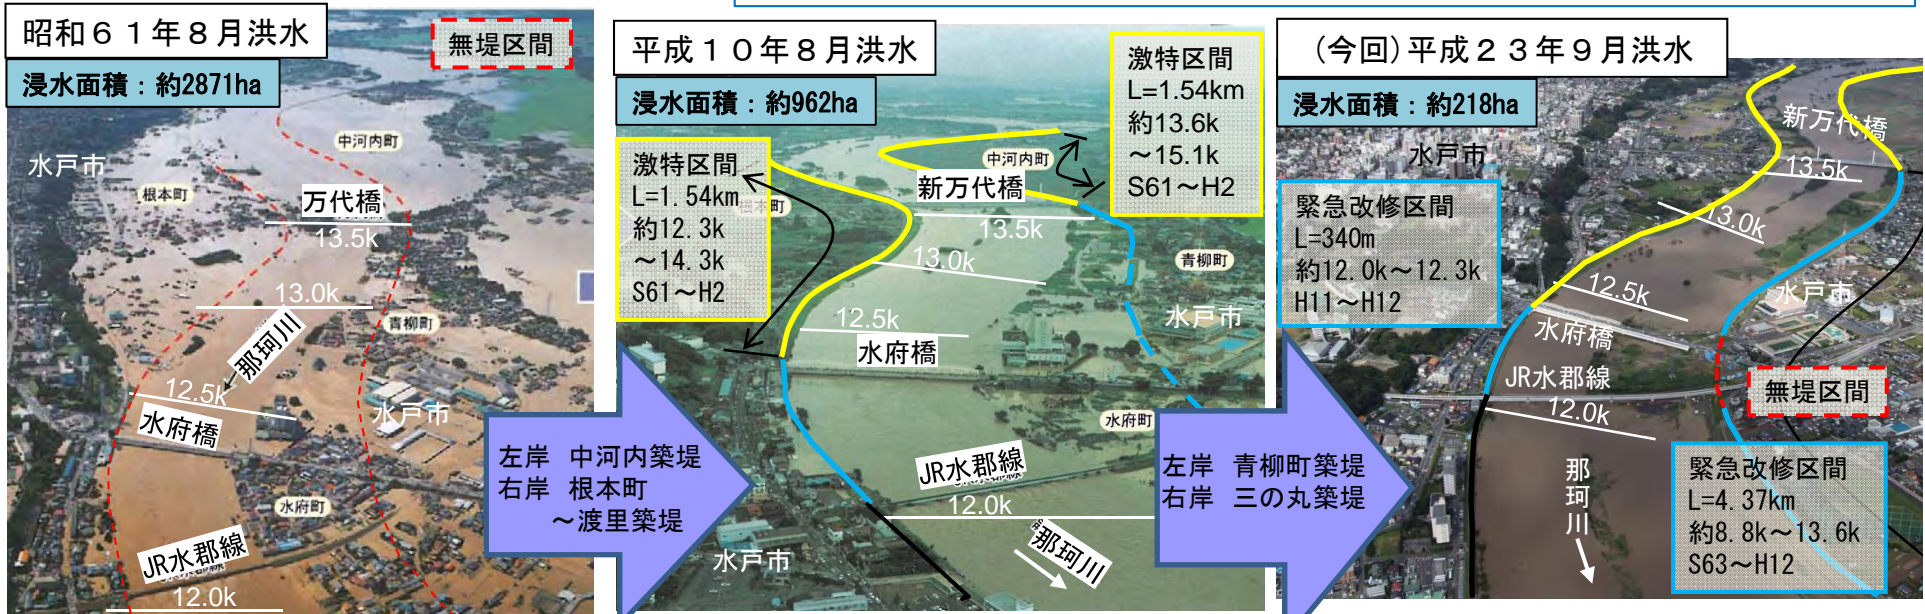 昭和６１年８月洪水
浸水面積：約2871ha
無堤区間
水戸市
中河内町
根本町
万代橋
13.5k
13.0k
青柳町
那珂川
12.5k
水府橋
水戸市
水府町
JR水郡線
12.0k
左岸　中河内築堤
右岸　根本町
～渡里築堤
平成１０年８月洪水
浸水面積：約962ha
激特区間
L=1.54km
約12.3k
～14.3k
S61～H2
激特区間
L=1.54km
約13.6k
～15.1k
S61～H2
中河内町
新万代橋
13.5k
13.0k
青柳町
水戸市
12.5k
水府橋
水府町
JR水郡線
12.0k
那珂川
水戸市
左岸　青柳町築堤
右岸　三の丸築堤
(今回)平成２３年９月洪水
浸水面積：約218ha
水戸市
新万代橋
13.5k
13.0k
緊急改修区間
L=340m
約12.0k～12.3k
H11～H12
12.5k
水府橋
水戸市
JR水郡線
12.0k
無堤区間
那珂川
緊急改修区間
L=4.37km
約8.8k～13.6k
S63～H12